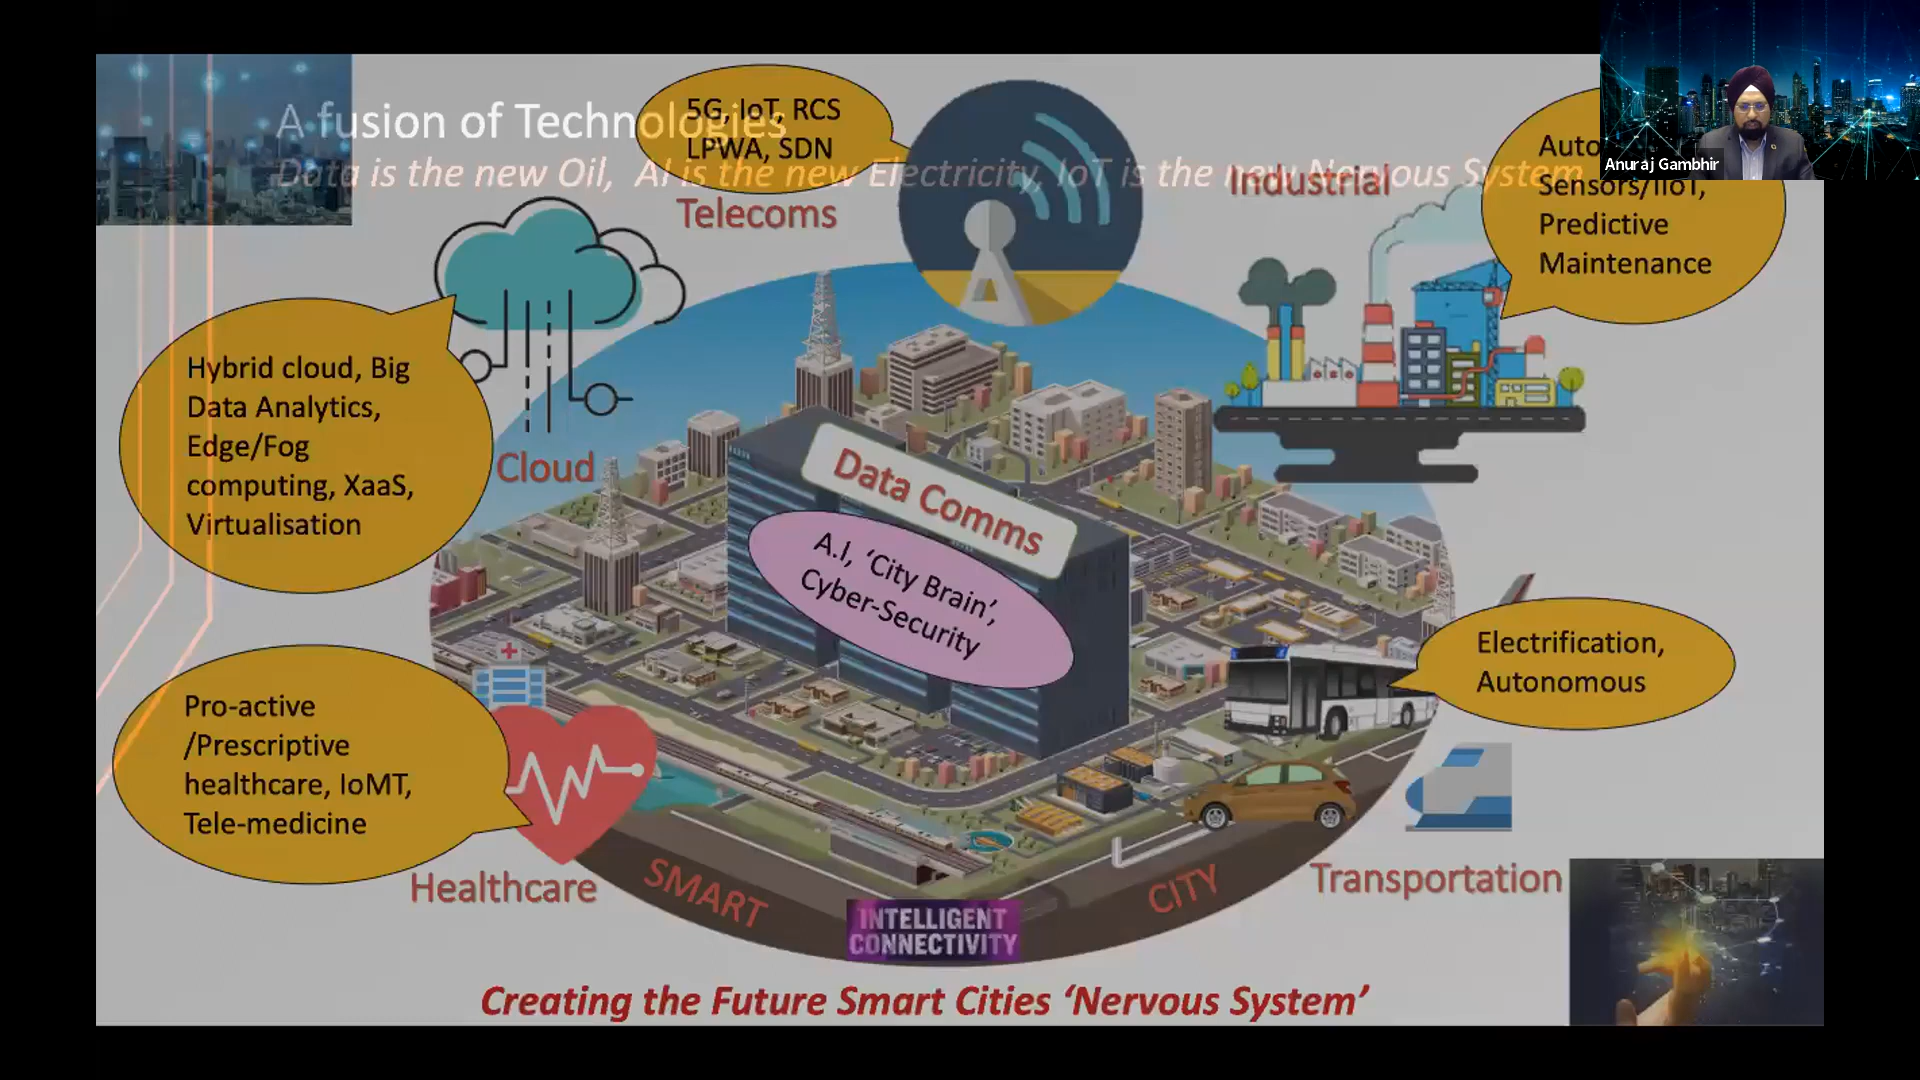 A fusion of Technologies
Data is the new Oil, AI is the new Electricity, IoT is the new Nervous System
5G, IoT, RCS
LPWA, SDN
Telecoms
Industrial
Auto
Sensors/IIoT,
Predictive
Maintenance
Anuraj Gambhir
Hybrid cloud, Big
Data Analytics,
Edge/Fog
computing, XaaS,
Virtualisation
Cloud
Data Comms
A.I, ‘City Brain’,
Cyber-Security
Electrification,
Autonomous
Pro-active
/Prescriptive
healthcare, IoMT,
Tele-medicine
Healthcare
SMART
CITY
Transportation
INTELLIGENT
CONNECTIVITY
Creating the Future Smart Cities ‘Nervous System’